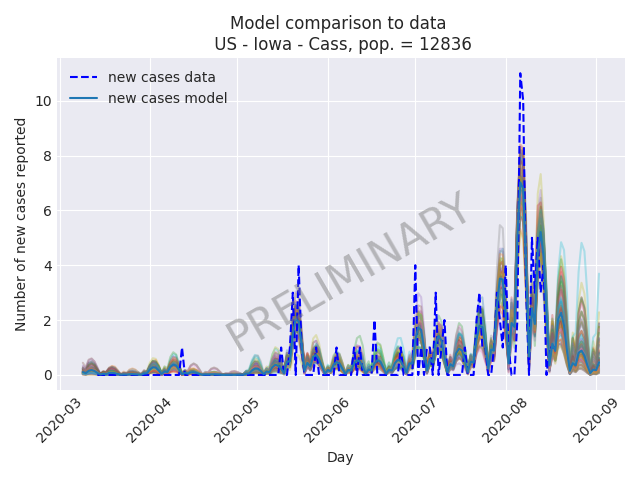 Model comparison to data
US - Iowa - Cass, pop. = 12836
new cases data
new cases model
PRELIMINARY
Number of new cases reported
10
8
6
4
2
0
2020-03
2020-04
2020-05
2020-06
2020-07
2020-08
2020-09
Day